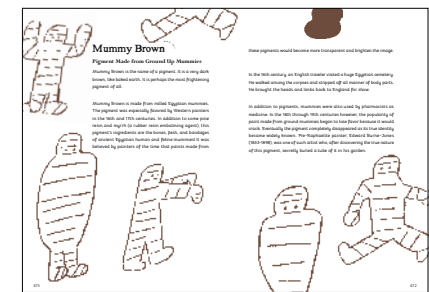 Mummy Brown
Pigment Made from Ground Up Mummies
Mummy Brown is the name of a pigment. It is a very dark
brown, like baked earth. It is perhaps the most frightening
pigment of all.
Mummy Brown is made from milled Egyptian mummies.
The pigment was especially favored by Western painters
in the 16th and 17th centuries. In addition to some pine
resin and myrrh (a rubber resin embalming agent), this
pigment's ingredients are the bones, flesh, and bandages
of ancient Egyptian human and feline mummies! It was
believed by painters of the time that paints made from
these pigments would become more transparent and brighten the image.
In the 16th century, an English traveler visited a huge Egyptian cemetery.
He walked among the corpses and stripped off all manner of body parts.
He brought the heads and limbs back to England for show.
In addition to pigments, mummies were also used by pharmacists as
medicine. In the 16th through 19th centuries however, the popularity of
paint made from ground mummies began to lose favor because it would
crack. Eventually the pigment completely disappeared as its true identity
became widely known. Pre-Raphaelite painter, Edward Burne-Jones
(1833-1898), was one of such artist who, after discovering the true nature
of this pigment, secretly buried a tube of it in his garden.